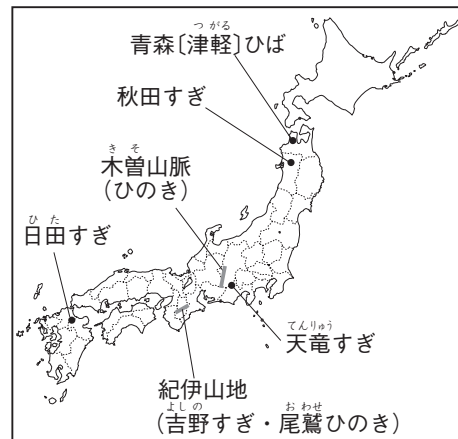 つがる
青森〔津軽〕ひば
秋田すぎ
きそ
木曽山脈
(ひのき)
ひた
日田すぎ
てんりゅう
天竜すぎ
紀伊山地
よしの おわせ
(吉野すぎ・尾鷲ひのき)